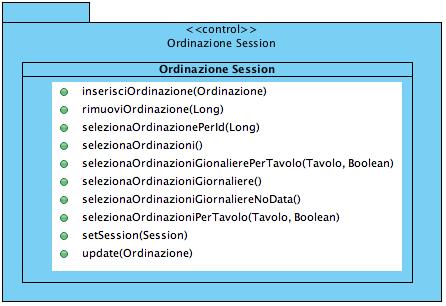 <<control>>
Ordinazione Session
Ordinazione Session
inserisciOrdinazione(Ordinazione)
rimuoviOrdinazione(Long)
selezionaOrdinazionePerId(Long)
selezionaOrdinazioni()
selezionaOrdinazioniGionalierePerTavolo(Tavolo, Boolean)
selezionaOrdinazioniGiornaliere()
selezionaOrdinazioniGiornaliereNoData()
selezionaOrdinazioniPerTavolo(Tavolo, Boolean)
setSession(Session)
update(Ordinazione)